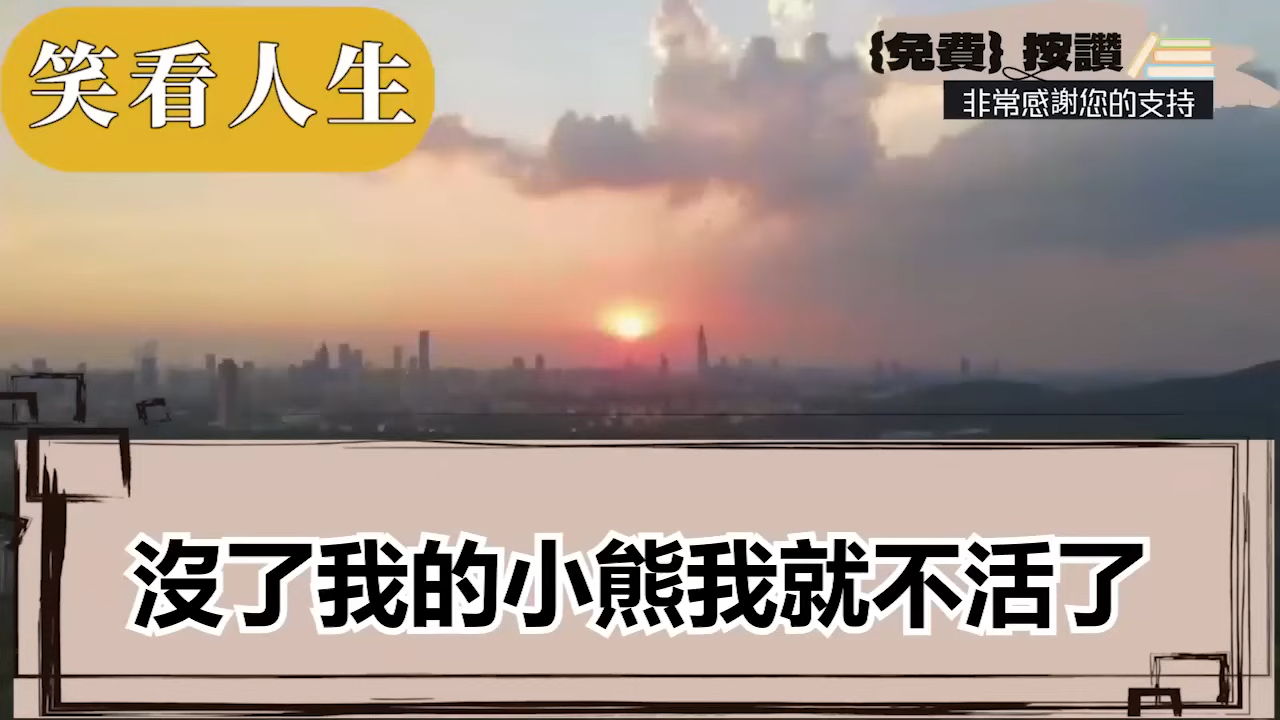 笑看人生
{免費} 按讚
非常感謝您的支持
沒了我的小熊我就不活了